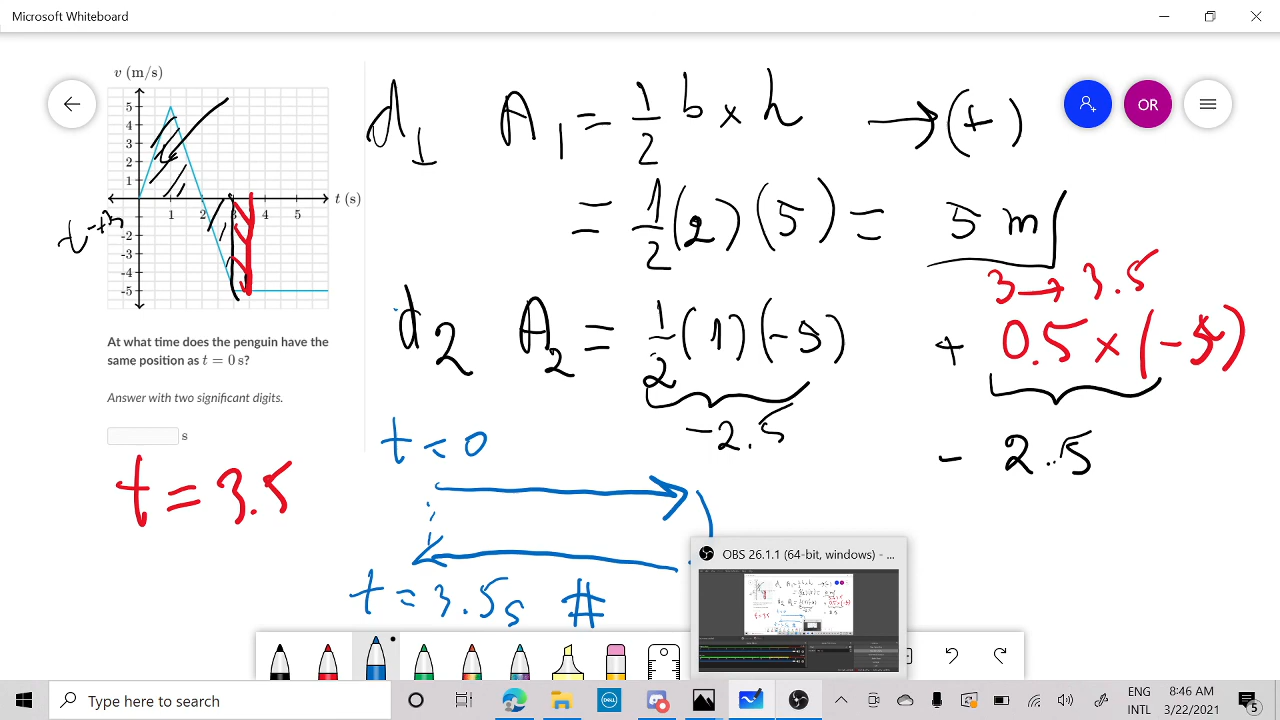 Microsoft Whiteboard
v (m/s)
5
4
3
2
1
t (s)
1 2 3 4 5
-2
-3
-4
-5
At what time does the penguin have the
same position as t = 0 s?
Answer with two significant digits.
s
t = 3.5
d1 A1 = 1/2 b x h → (+)
= 1/2 (2) (5) = 5 m
3 → 3.5
d2 A2 = 1/2 (1) (-5) + 0.5 x (-5)
-2.5
- 2.5
t = 0
t = 3.5 s #
OR
OBS 26.1.1 (64-bit, windows) - ...
Type here to search
DELL
ENG
INTL
8:46 AM
3/22/2021
5